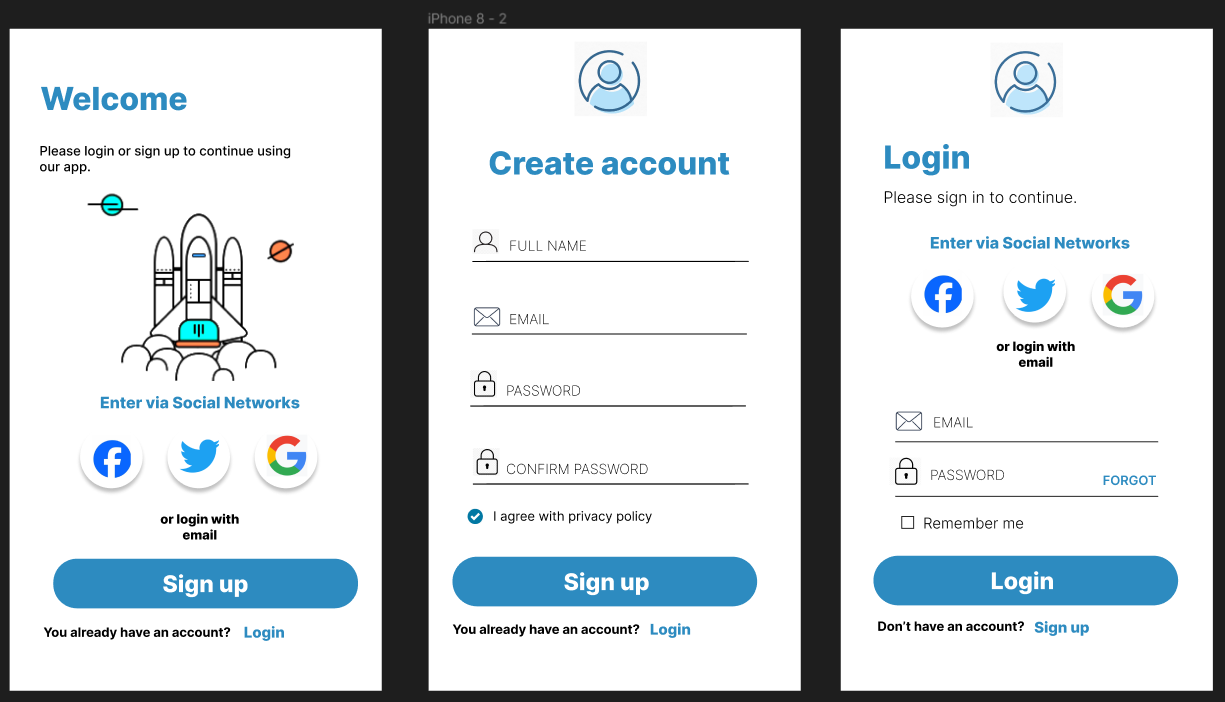 iPhone 8 - 2
Welcome
Please login or sign up to continue using
our app.
Enter via Social Networks
or login with
email
Sign up
You already have an account? Login
Create account
FULL NAME
EMAIL
PASSWORD
CONFIRM PASSWORD
I agree with privacy policy
Sign up
You already have an account? Login
Login
Please sign in to continue.
Enter via Social Networks
or login with
email
EMAIL
PASSWORD FORGOT
Remember me
Login
Don’t have an account? Sign up